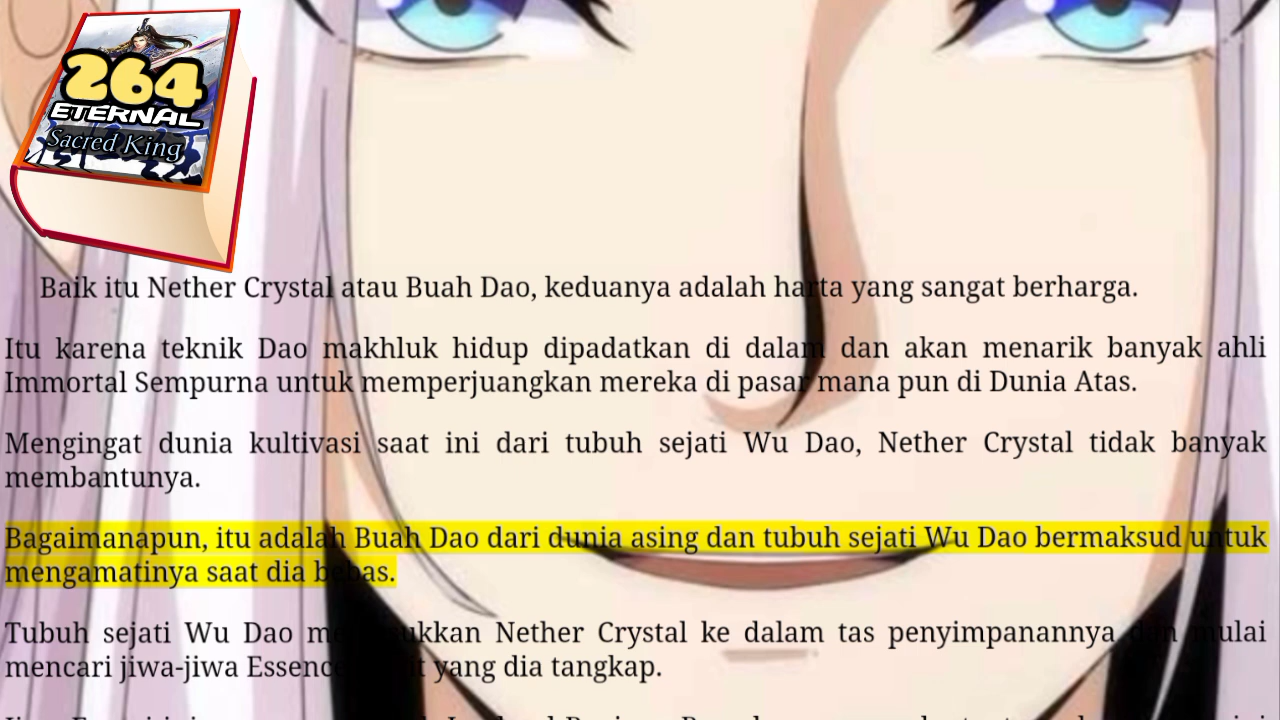 264
ETERNAL
Sacred King
Baik itu Nether Crystal atau Buah Dao, keduanya adalah harta yang sangat berharga.
Itu karena teknik Dao makhluk hidup dipadatkan di dalam dan akan menarik banyak ahli
Immortal Sempurna untuk memperjuangkan mereka di pasar mana pun di Dunia Atas.
Mengingat dunia kultivasi saat ini dari tubuh sejati Wu Dao, Nether Crystal tidak banyak
membantunya.
Bagaimanapun, itu adalah Buah Dao dari dunia asing dan tubuh sejati Wu Dao bermaksud untuk
mengamatinya saat dia bebas.
Tubuh sejati Wu Dao memasukkan Nether Crystal ke dalam tas penyimpanannya dan mulai
mencari jiwa-jiwa Essence yang dia tangkap.